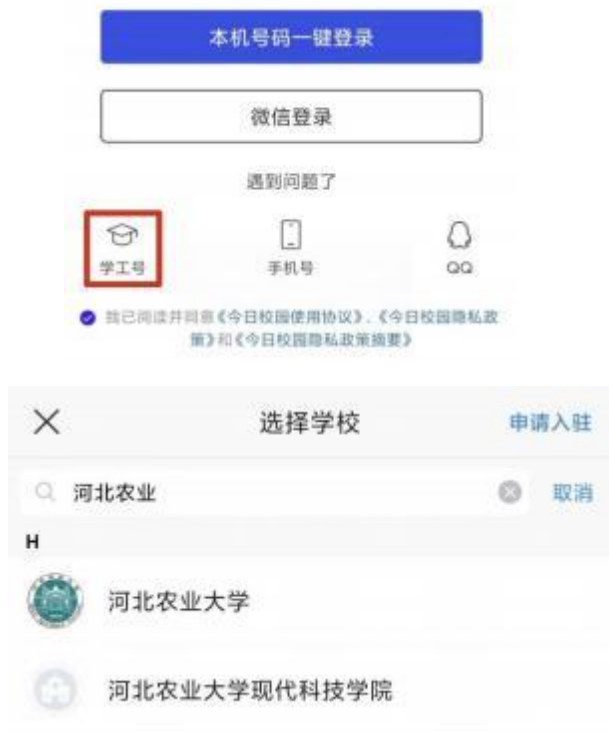 本机号码一键登录
微信登录
遇到问题了
学工号
手机号
QQ
我已阅读并同意《今日校园使用协议》、《今日校园隐私政
策》和《今日校园隐私政策摘要》
选择学校
申请入驻
河北农业
取消
H
河北农业大学
河北农业大学现代科技学院